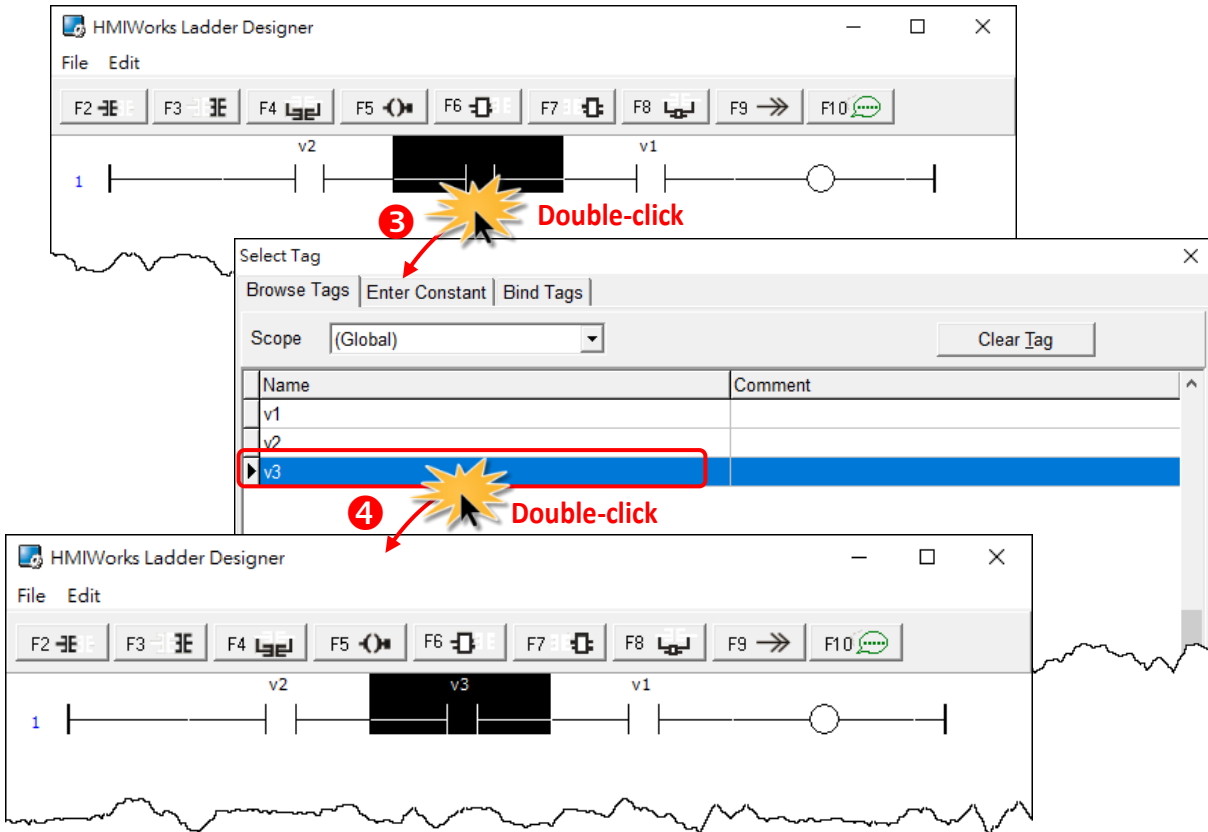 HMIWorks Ladder Designer
File Edit
F2 F3 F4 F5 F6 F7 F8 F9 F10
v2 v1
1
❸ Double-click
Select Tag
Browse Tags Enter Constant Bind Tags
Scope (Global) Clear Tag
Name Comment
v1
v2
v3
❹ Double-click
HMIWorks Ladder Designer
File Edit
F2 F3 F4 F5 F6 F7 F8 F9 F10
v2 v3 v1
1